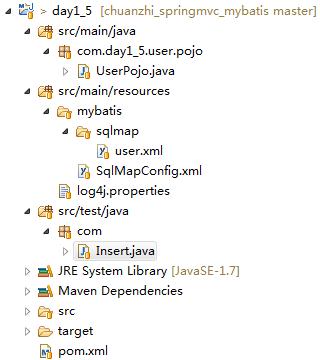 > day1_5 [chuanzhi_springmvc_mybatis master]
src/main/java
com.day1_5.user.pojo
UserPojo.java
src/main/resources
mybatis
sqlmap
user.xml
SqlMapConfig.xml
log4j.properties
src/test/java
com
Insert.java
JRE System Library [JavaSE-1.7]
Maven Dependencies
src
target
pom.xml